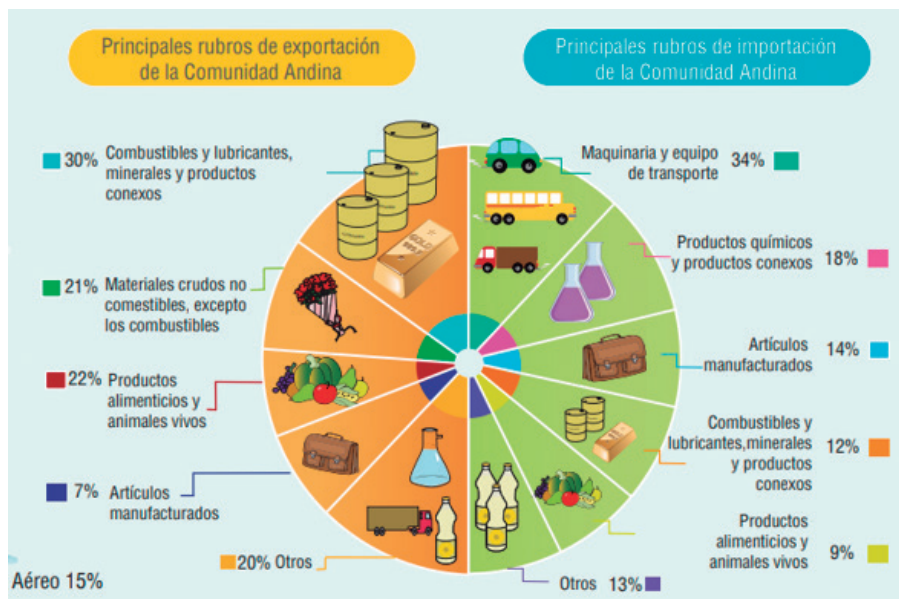 Principales rubros de exportación
de la Comunidad Andina
Principales rubros de importación
de la Comunidad Andina
30% Combustibles y lubricantes,
minerales y productos
conexos
21% Materiales crudos no
comestibles, excepto
los combustibles
22% Productos
alimenticios y
animales vivos
7% Artículos
manufacturados
20% Otros
Aéreo 15%
Maquinaria y equipo
de transporte 34%
Productos químicos
y productos conexos 18%
Artículos
manufacturados 14%
Combustibles y
lubricantes,minerales
y productos
conexos 12%
Productos
alimenticios y
animales vivos 9%
Otros 13%
GOLD